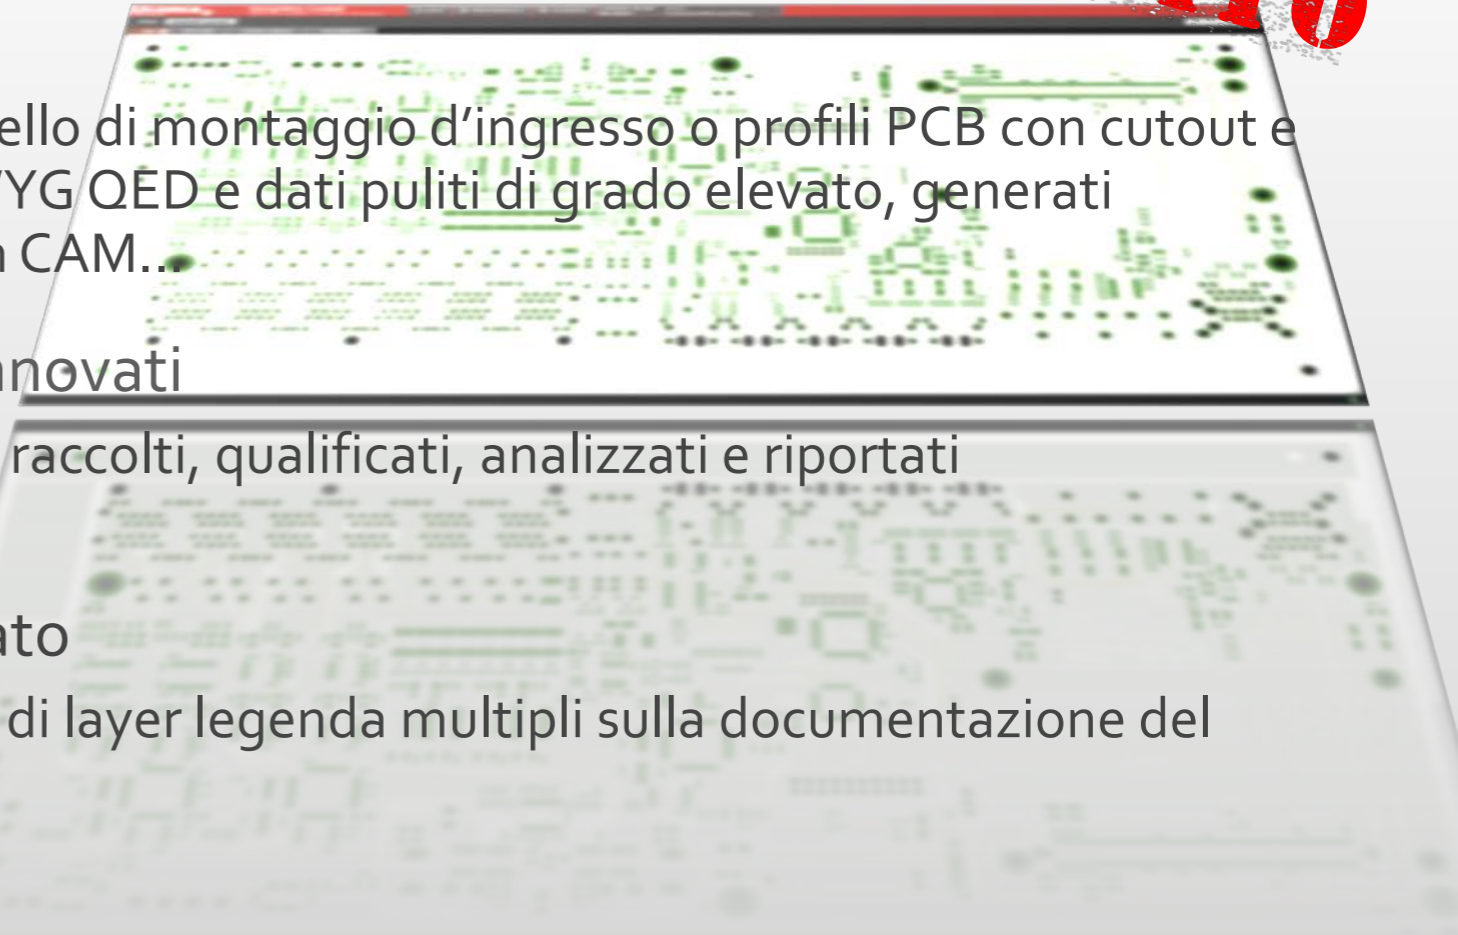 ello di montaggio d’ingresso o profili PCB con cutout e
YG QED e dati puliti di grado elevato, generati
CAM...
novati
raccolti, qualificati, analizzati e riportati
ato
di layer legenda multipli sulla documentazione del